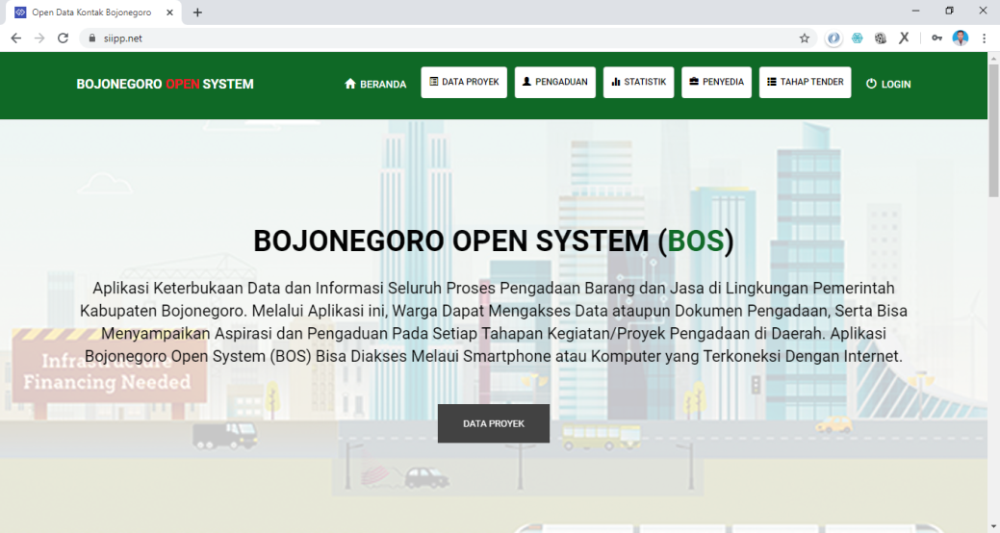 Open Data Kontak Bojonegoro
siipp.net
BOJONEGORO OPEN SYSTEM
BERANDA
DATA PROYEK
PENGADUAN
STATISTIK
PENYEDIA
TAHAP TENDER
LOGIN
BOJONEGORO OPEN SYSTEM (BOS)
Aplikasi Keterbukaan Data dan Informasi Seluruh Proses Pengadaan Barang dan Jasa di Lingkungan Pemerintah
Kabupaten Bojonegoro. Melalui Aplikasi ini, Warga Dapat Mengakses Data ataupun Dokumen Pengadaan, Serta Bisa
Menyampaikan Aspirasi dan Pengaduan Pada Setiap Tahapan Kegiatan/Proyek Pengadaan di Daerah. Aplikasi
Bojonegoro Open System (BOS) Bisa Diakses Melaui Smartphone atau Komputer yang Terkoneksi Dengan Internet.
Infrastructure
Financing Needed
DATA PROYEK